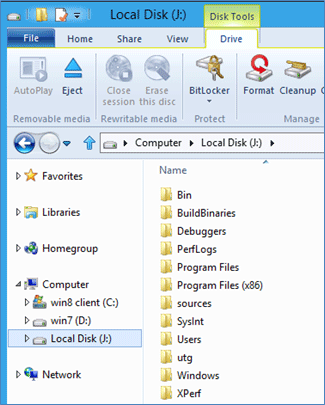 Local Disk (J:)
Disk Tools
File
Home
Share
View
Drive
AutoPlay
Eject
Close session
Erase this disc
BitLocker
Format
Cleanup
Removable media
Rewritable media
Protect
Manage
Computer
Local Disk (J:)
Name
Favorites
Libraries
Homegroup
Computer
win8 client (C:)
win7 (D:)
Local Disk (J:)
Network
Bin
BuildBinaries
Debuggers
PerfLogs
Program Files
Program Files (x86)
sources
SysInt
Users
utg
Windows
XPerf